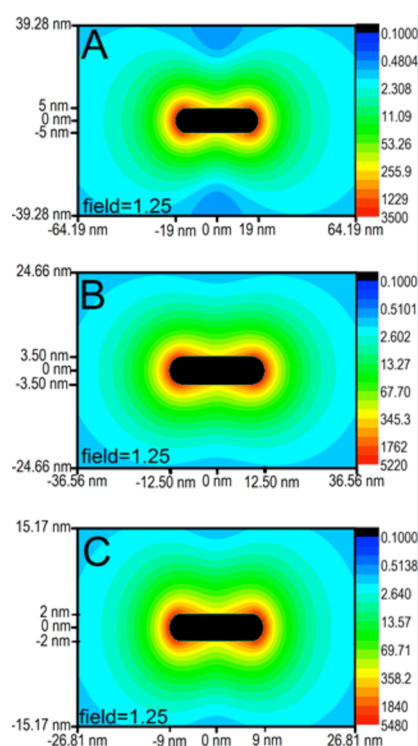 A
39.28 nm
5 nm
0 nm
-5 nm
-39.28 nm
field=1.25
-64.19 nm
-19 nm
0 nm
19 nm
64.19 nm
0.1000
0.4804
2.308
11.09
53.26
255.9
1229
3500
B
24.66 nm
3.50 nm
0 nm
-3.50 nm
-24.66 nm
field=1.25
-36.56 nm
-12.50 nm
0 nm
12.50 nm
36.56 nm
0.1000
0.5101
2.602
13.27
67.70
345.3
1762
5220
C
15.17 nm
2 nm
0 nm
-2 nm
-15.17 nm
field=1.25
-26.81 nm
-9 nm
0 nm
9 nm
26.81 nm
0.1000
0.5138
2.640
13.57
69.71
358.2
1840
5480